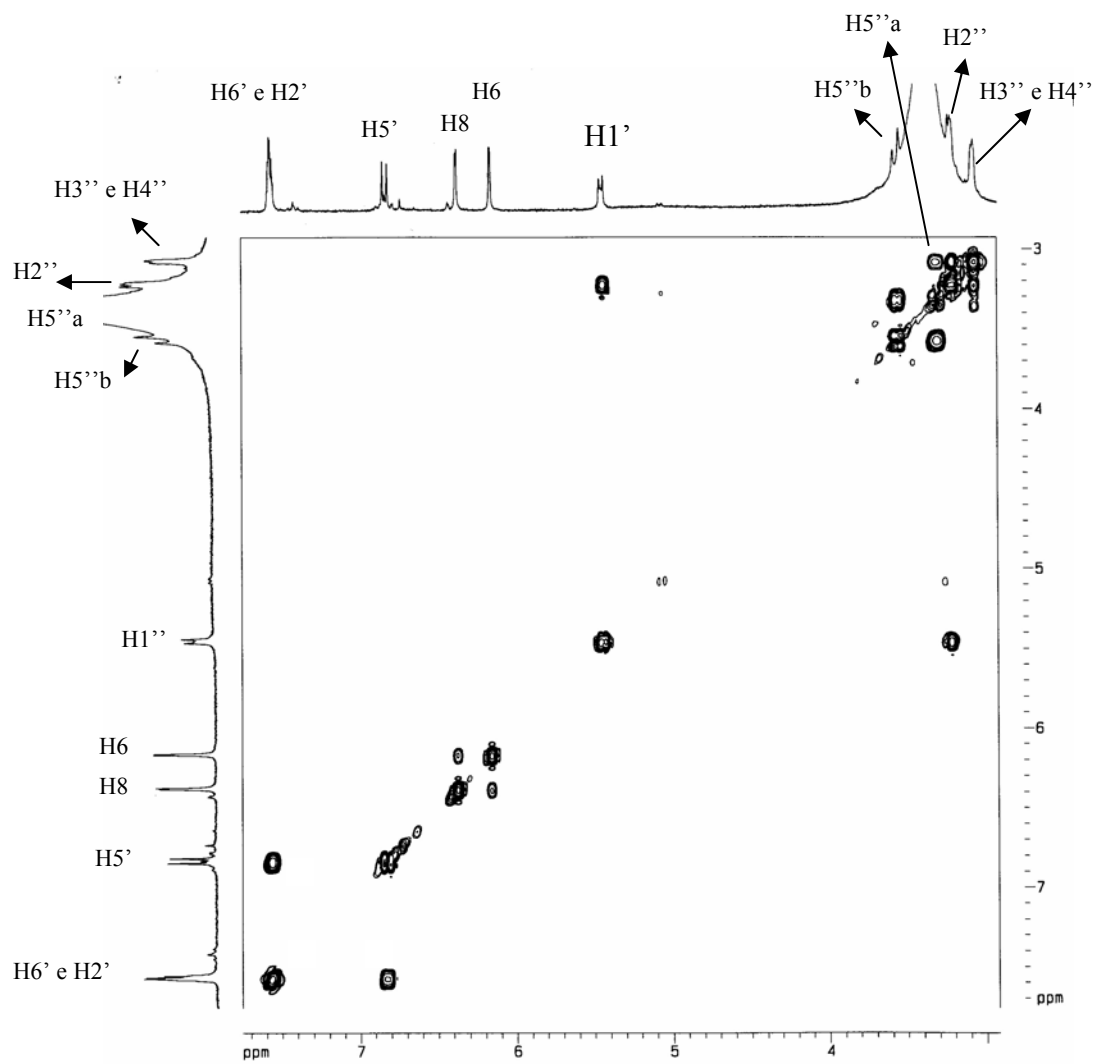 H5’’a
H2’’
H6’ e H2’
H6
H5’’b
H3’’ e H4’’
H5’
H8
H1’
H3’’ e H4’’
H2’’
H5’’a
H5’’b
H1’’
H6
H8
H5’
H6’ e H2’
3
4
5
6
7
ppm
ppm 7 6 5 4